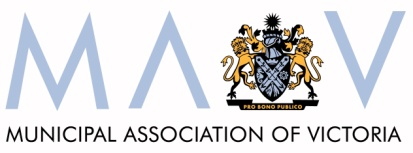 MAV
PRO BONO PUBLICO
MUNICIPAL ASSOCIATION OF VICTORIA